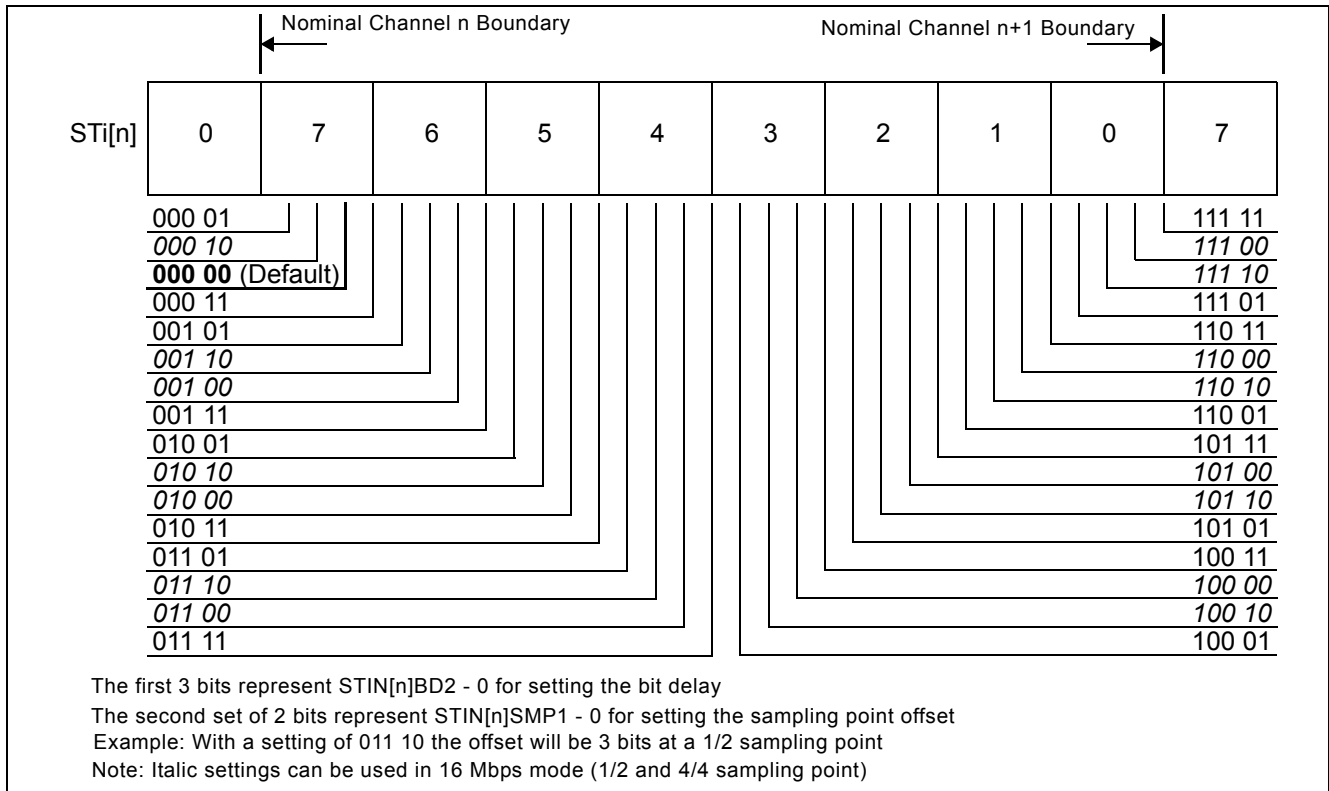 Nominal Channel n Boundary Nominal Channel n+1 Boundary
STi[n] 0 7 6 5 4 3 2 1 0 7
000 01 111 11
000 10 111 00
000 00 (Default) 111 10
000 11 111 01
001 01 110 11
001 10 110 00
001 00 110 10
001 11 110 01
010 01 101 11
010 10 101 00
010 00 101 10
010 11 101 01
011 01 100 11
011 10 100 00
011 00 100 10
011 11 100 01
The first 3 bits represent STIN[n]BD2 - 0 for setting the bit delay
The second set of 2 bits represent STIN[n]SMP1 - 0 for setting the sampling point offset
Example: With a setting of 011 10 the offset will be 3 bits at a 1/2 sampling point
Note: Italic settings can be used in 16 Mbps mode (1/2 and 4/4 sampling point)